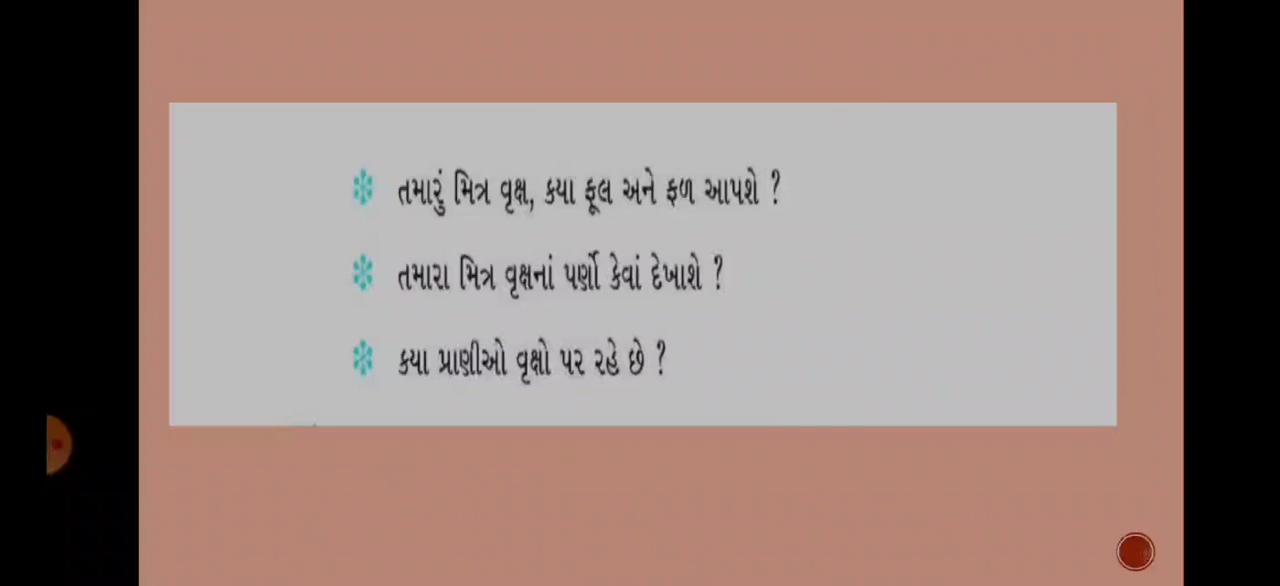 તમારું મિત્ર વૃક્ષ, કયા ફૂલ અને ફળ આપશે ?
તમારા મિત્ર વૃક્ષનાં પર્ણો કેવાં દેખાશે ?
કયા પ્રાણીઓ વૃક્ષો પર રહે છે ?